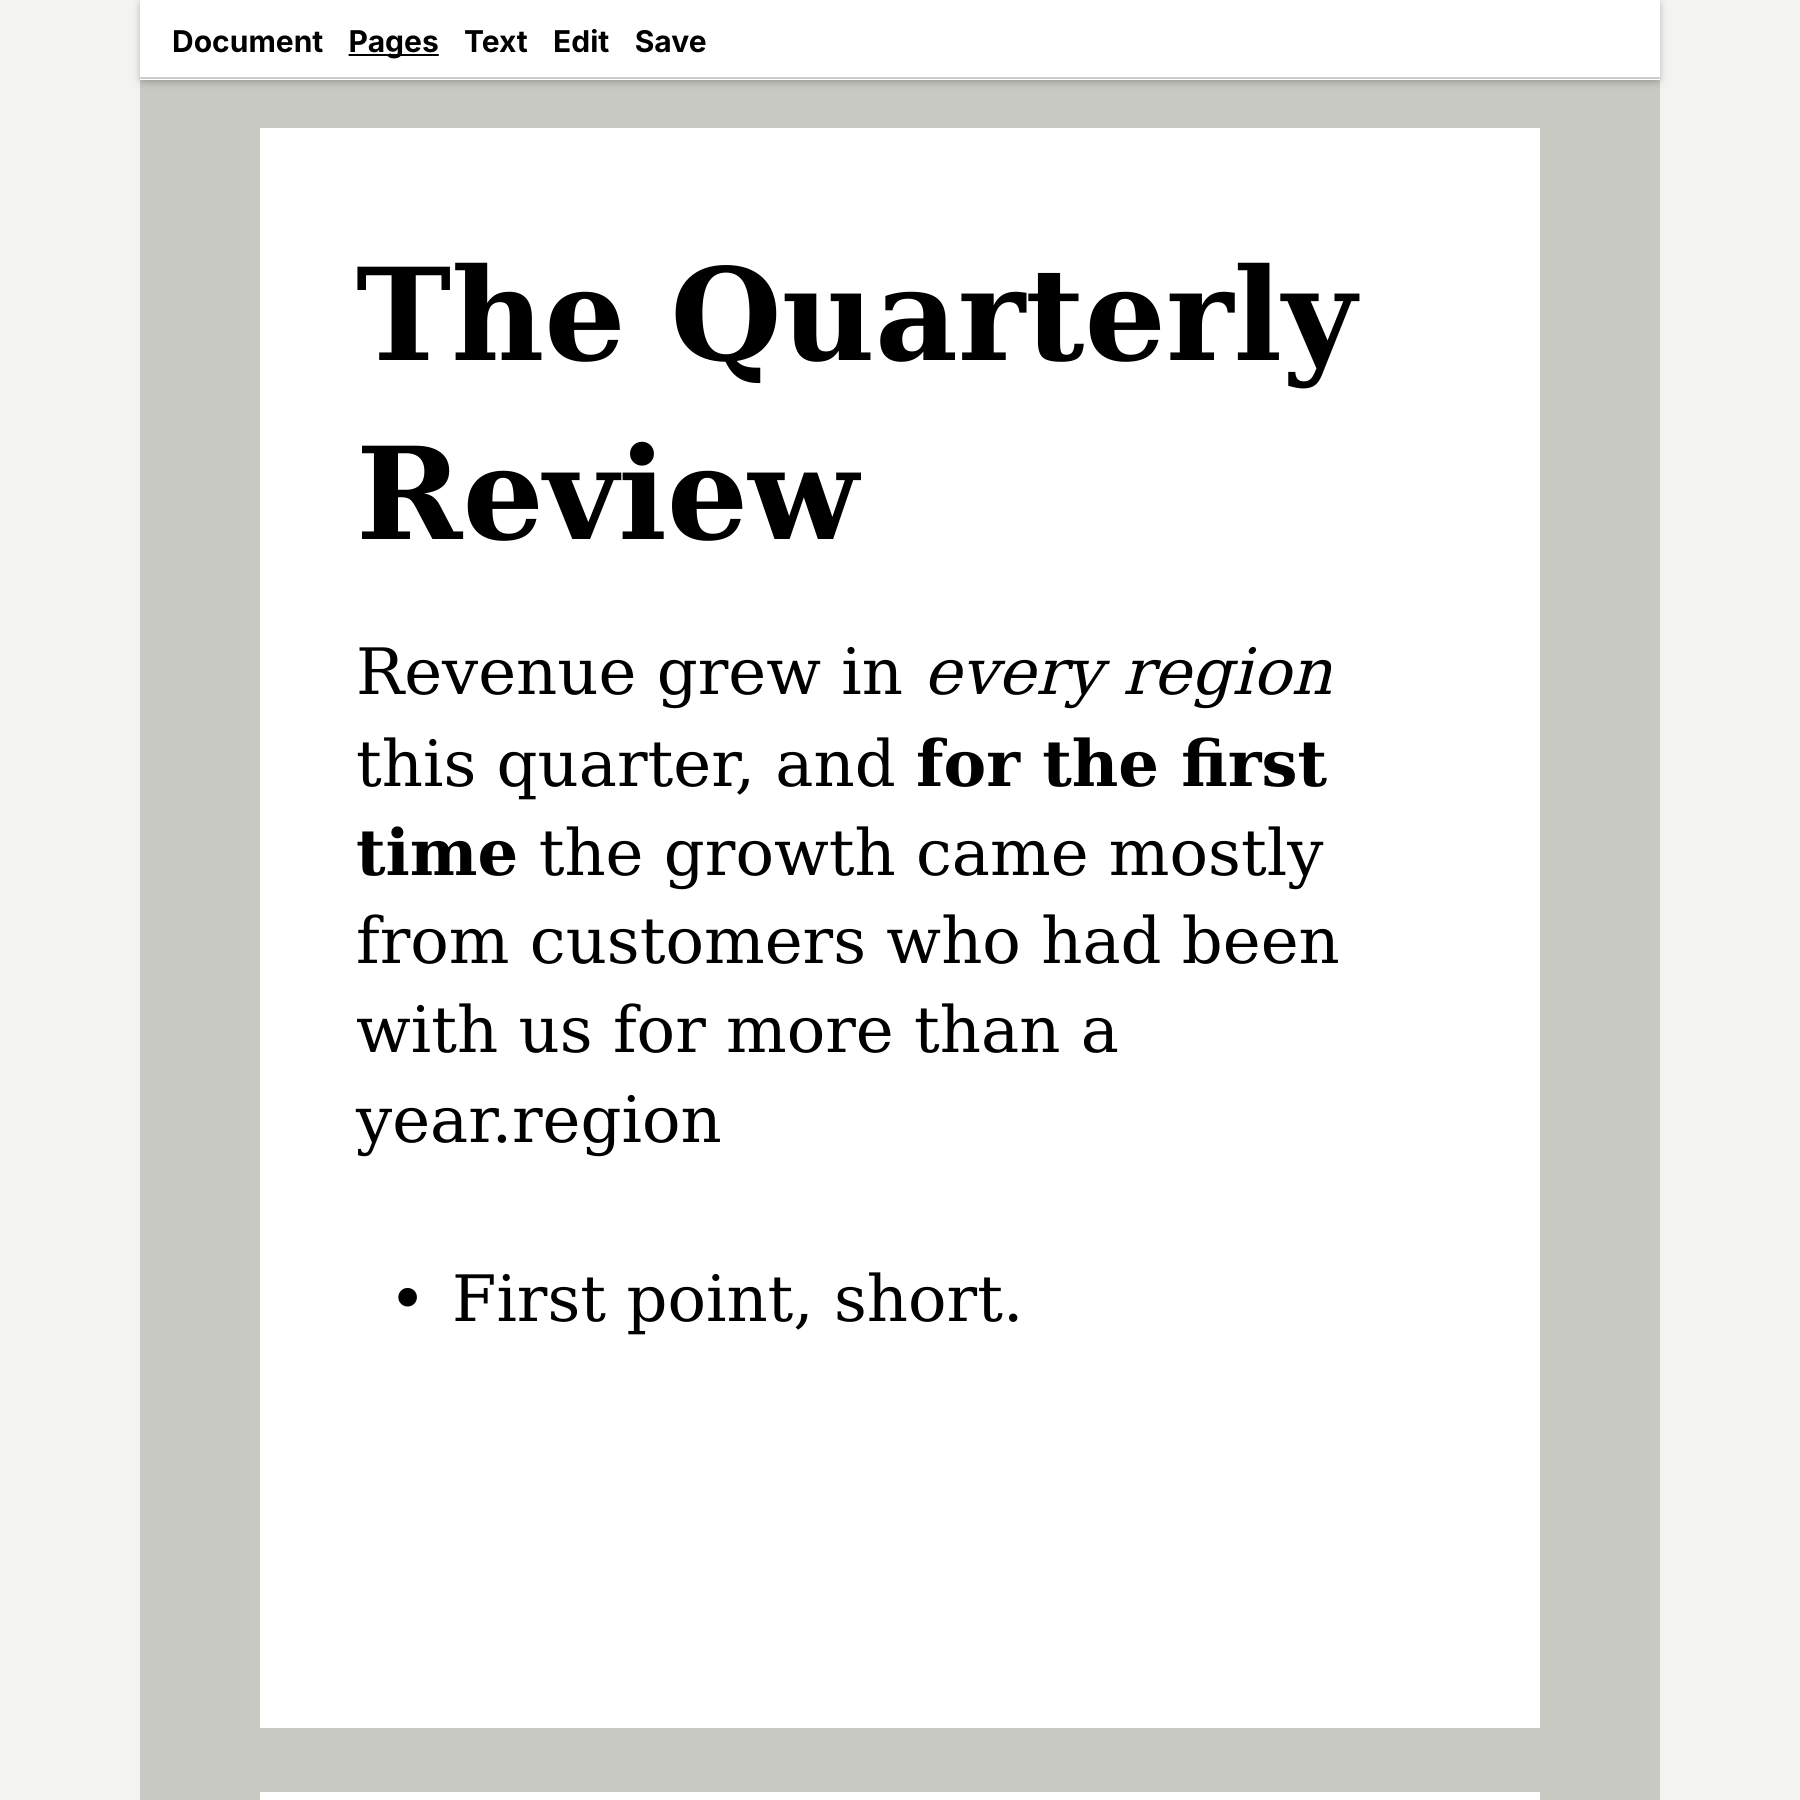 Document Pages Text Edit Save
The Quarterly
Review
Revenue grew in every region
this quarter, and for the first
time the growth came mostly
from customers who had been
with us for more than a
year.region
• First point, short.